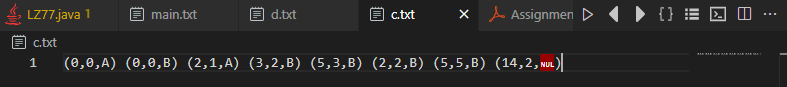 LZ77.java 1 main.txt d.txt c.txt Assignmen
c.txt
1 (0,0,A) (0,0,B) (2,1,A) (3,2,B) (5,3,B) (2,2,B) (5,5,B) (14,2,NUL)